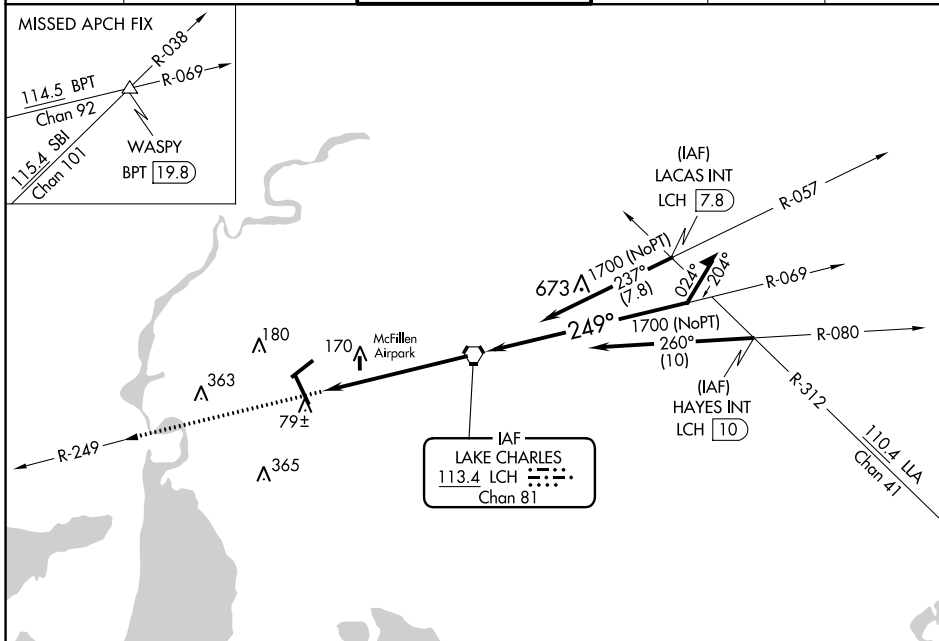 MISSED APCH FIX
R-038
R-069
114.5 BPT
Chan 92
115.4 SBI
Chan 101
WASPY
BPT 19.8
(IAF)
LACAS INT
LCH 7.8
R-057
1700 (NoPT)
237°
(7.8)
673
024°
204°
R-069
249°
1700 (NoPT)
260°
(10)
R-080
(IAF)
HAYES INT
LCH 10
R-312
110.4 LLA
Chan 41
180
170
McFillen
Airpark
363
79±
365
R-249
IAF
LAKE CHARLES
113.4 LCH
Chan 81